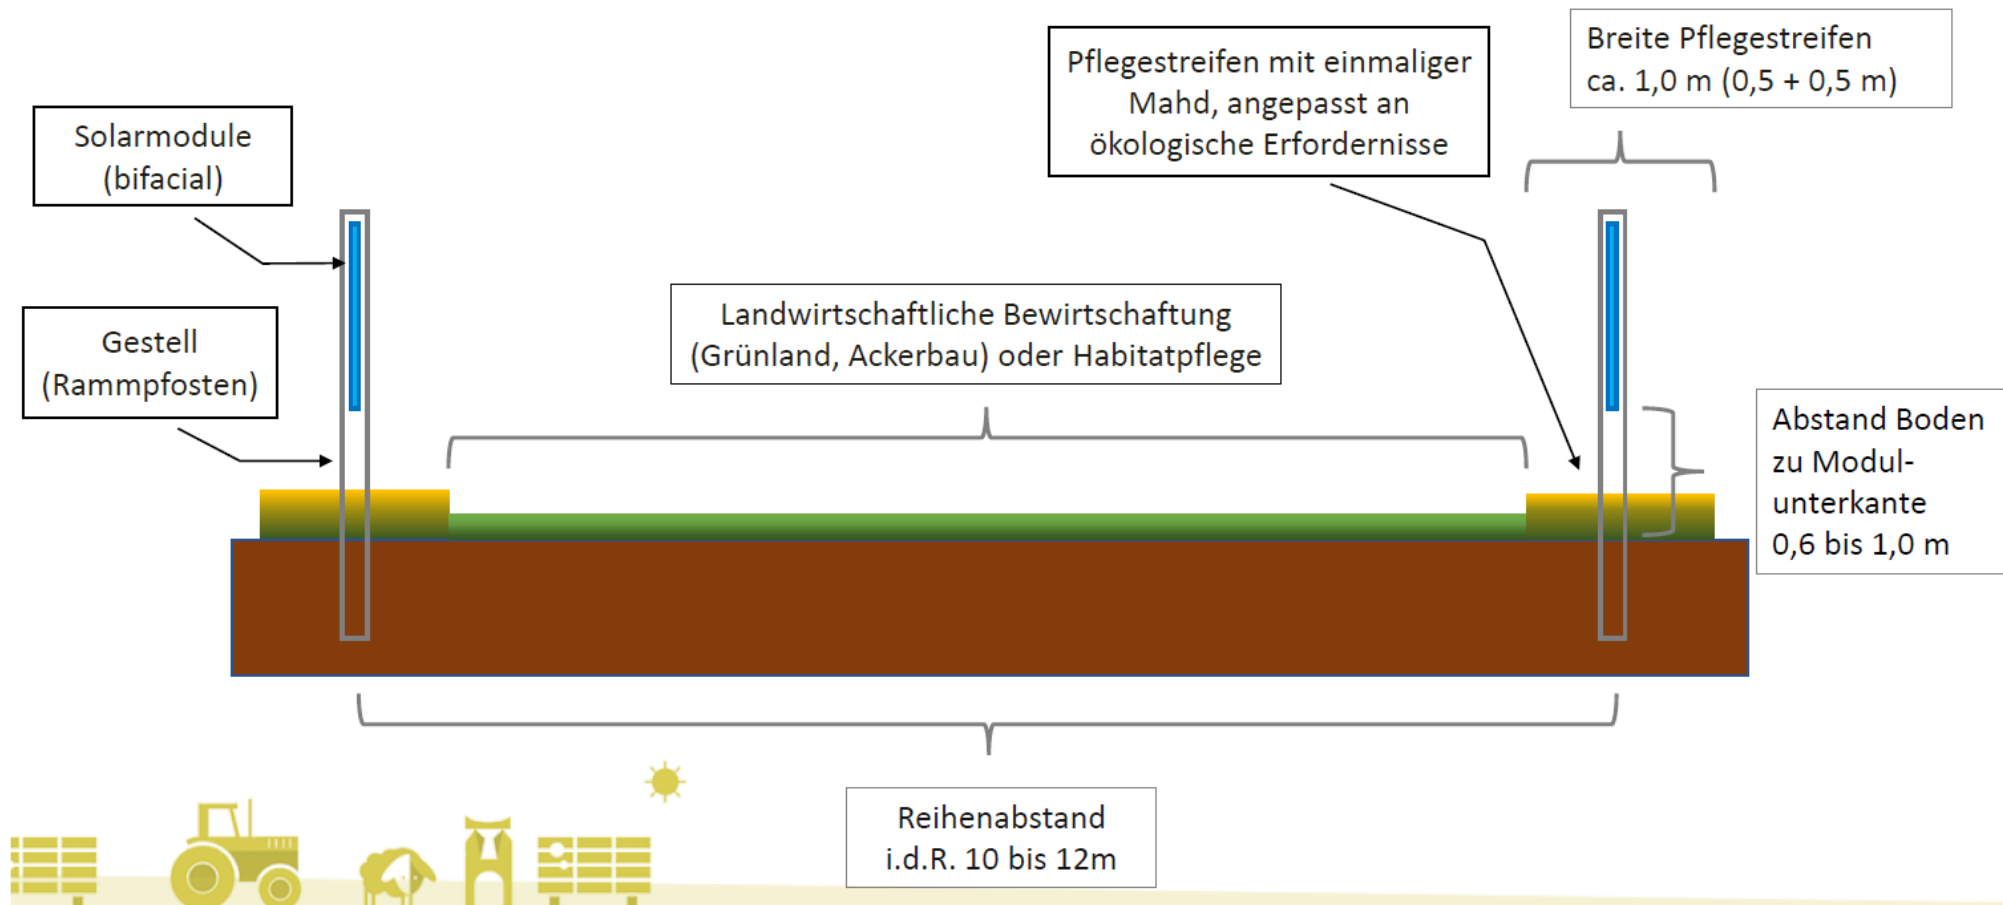 Solarmodule
(bifacial)
Gestell
(Rammpfosten)
Landwirtschaftliche Bewirtschaftung
(Grünland, Ackerbau) oder Habitatpflege
Pflegestreifen mit einmaliger
Mahd, angepasst an
ökologische Erfordernisse
Breite Pflegestreifen
ca. 1,0 m (0,5 + 0,5 m)
Abstand Boden
zu Modul-
unterkante
0,6 bis 1,0 m
Reihenabstand
i.d.R. 10 bis 12m